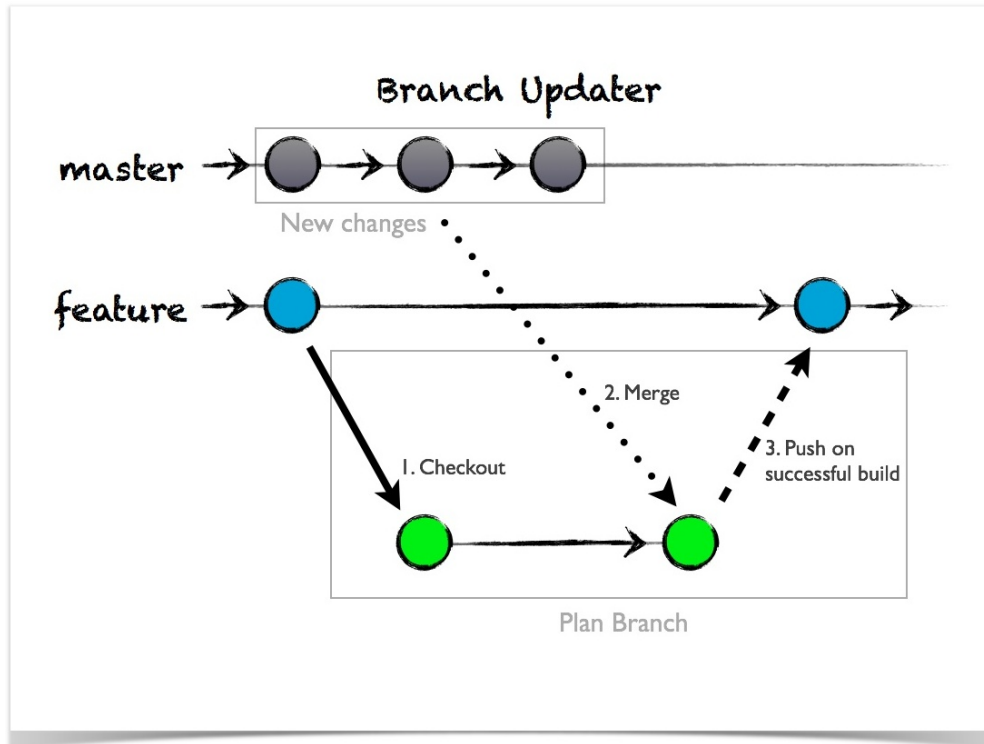 Branch Updater
master
New changes
feature
2. Merge
1. Checkout
3. Push on
successful build
Plan Branch